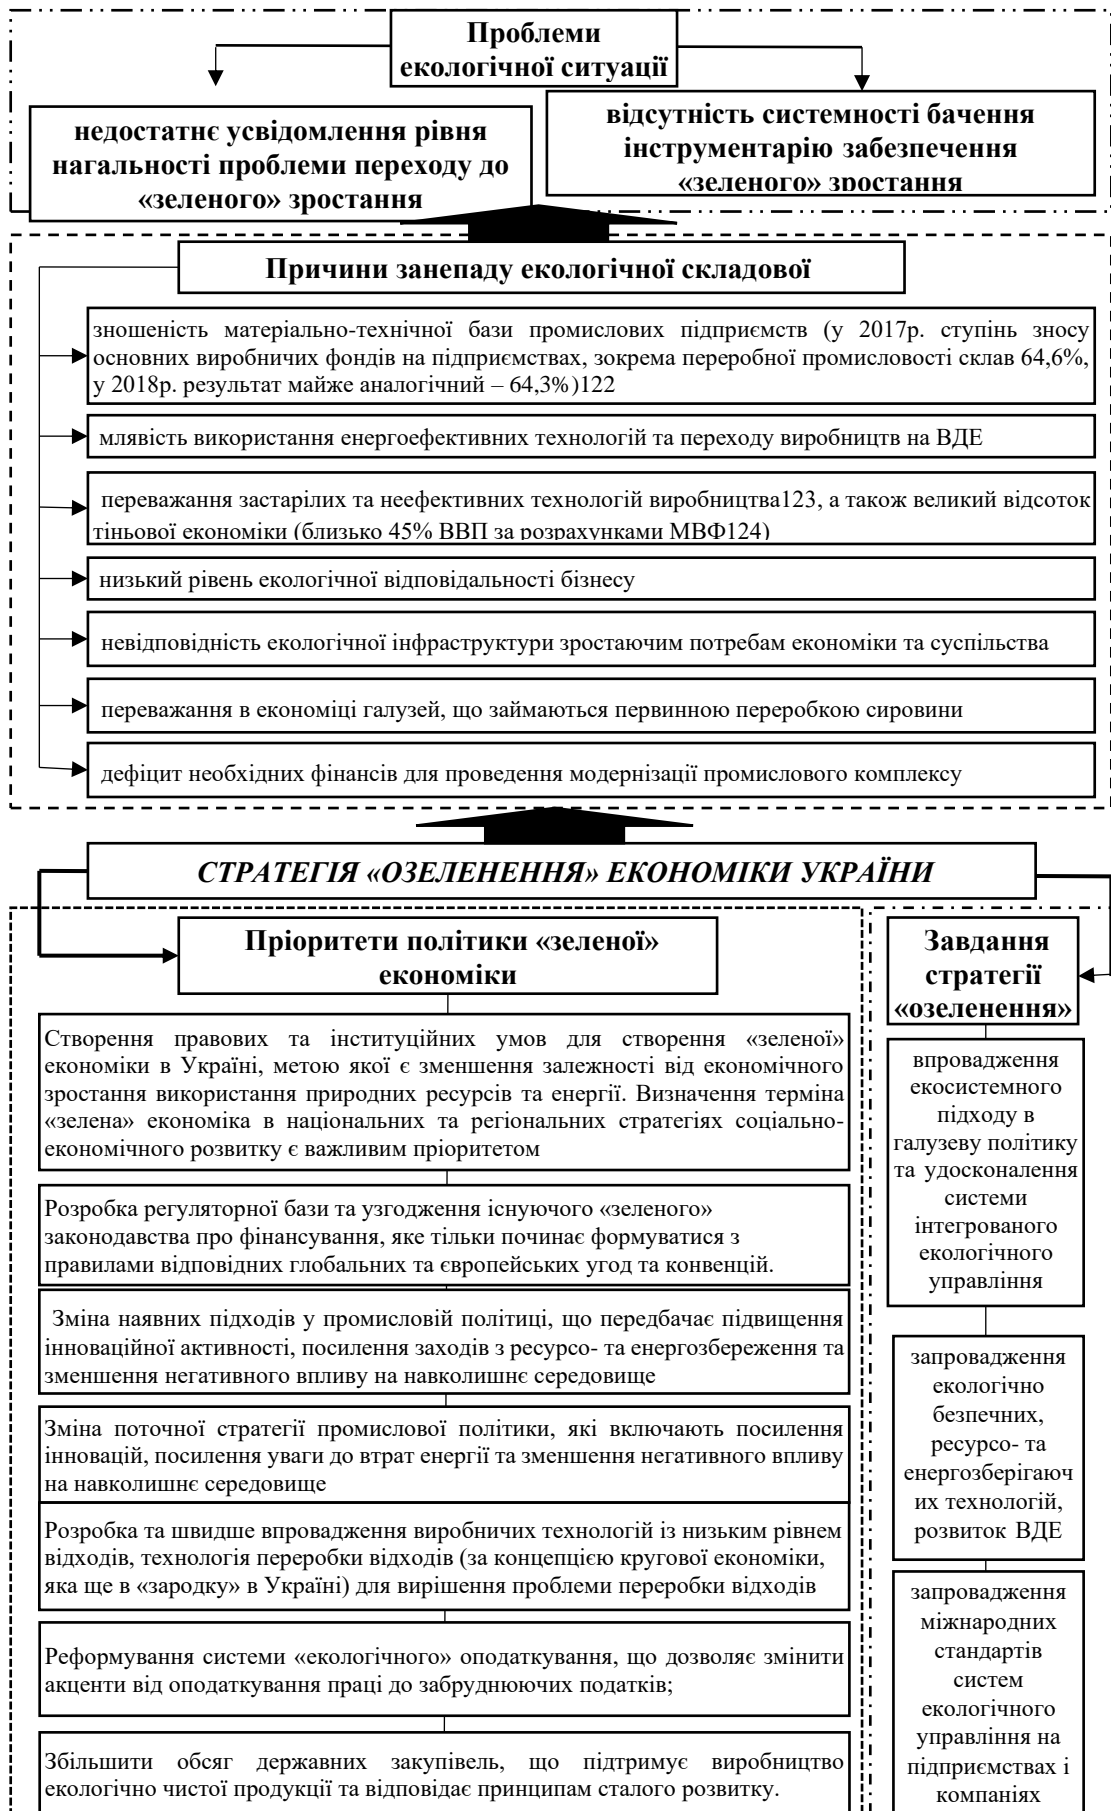 Проблеми
екологічної ситуації
недостатнє усвідомлення рівня
нагальності проблеми переходу до
«зеленого» зростання
відсутність системності бачення
інструментарію забезпечення
«зеленого» зростання
Причини занепаду екологічної складової
зношеність матеріально-технічної бази промислових підприємств (у 2017р. ступінь зносу
основних виробничих фондів на підприємствах, зокрема переробної промисловості склав 64,6%,
у 2018р. результат майже аналогічний – 64,3%)122
млявість використання енергоефективних технологій та переходу виробництв на ВДЕ
переважання застарілих та неефективних технологій виробництва123, а також великий відсоток
тіньової економіки (близько 45% ВВП за розрахунками МВФ124)
низький рівень екологічної відповідальності бізнесу
невідповідність екологічної інфраструктури зростаючим потребам економіки та суспільства
переважання в економіці галузей, що займаються первинною переробкою сировини
дефіцит необхідних фінансів для проведення модернізації промислового комплексу
СТРАТЕГІЯ «ОЗЕЛЕНЕННЯ» ЕКОНОМІКИ УКРАЇНИ
Пріоритети політики «зеленої»
економіки
Створення правових та інституційних умов для створення «зеленої»
економіки в Україні, метою якої є зменшення залежності від економічного
зростання використання природних ресурсів та енергії. Визначення терміна
«зелена» економіка в національних та регіональних стратегіях соціально-
економічного розвитку є важливим пріоритетом
Розробка регуляторної бази та узгодження існуючого «зеленого»
законодавства про фінансування, яке тільки починає формуватися з
правилами відповідних глобальних та європейських угод та конвенцій.
Зміна наявних підходів у промисловій політиці, що передбачає підвищення
інноваційної активності, посилення заходів з ресурсо- та енергозбереження та
зменшення негативного впливу на навколишнє середовище
Зміна поточної стратегії промислової політики, які включають посилення
інновацій, посилення уваги до втрат енергії та зменшення негативного впливу
на навколишнє середовище
Розробка та швидше впровадження виробничих технологій із низьким рівнем
відходів, технологія переробки відходів (за концепцією кругової економіки,
яка ще в «зародку» в Україні) для вирішення проблеми переробки відходів
Реформування системи «екологічного» оподаткування, що дозволяє змінити
акценти від оподаткування праці до забруднюючих податків;
Збільшити обсяг державних закупівель, що підтримує виробництво
екологічно чистої продукції та відповідає принципам сталого розвитку.
Завдання
стратегії
«озеленення»
впровадження
екосистемного
підходу в
галузеву політику
та удосконалення
системи
інтегрованого
екологічного
управління
запровадження
екологічно
безпечних,
ресурсо- та
енергозберігаюч
их технологій,
розвиток ВДЕ
запровадження
міжнародних
стандартів
систем
екологічного
управління на
підприємствах і
компаніях